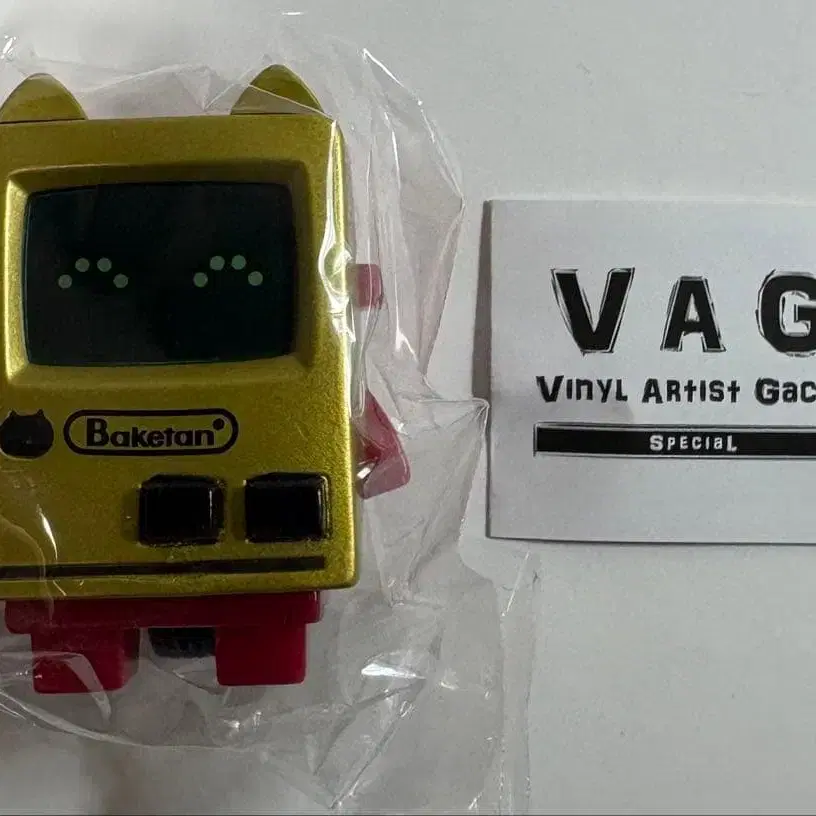 Baketan
VAG
Vinyl Artist Gac
Special